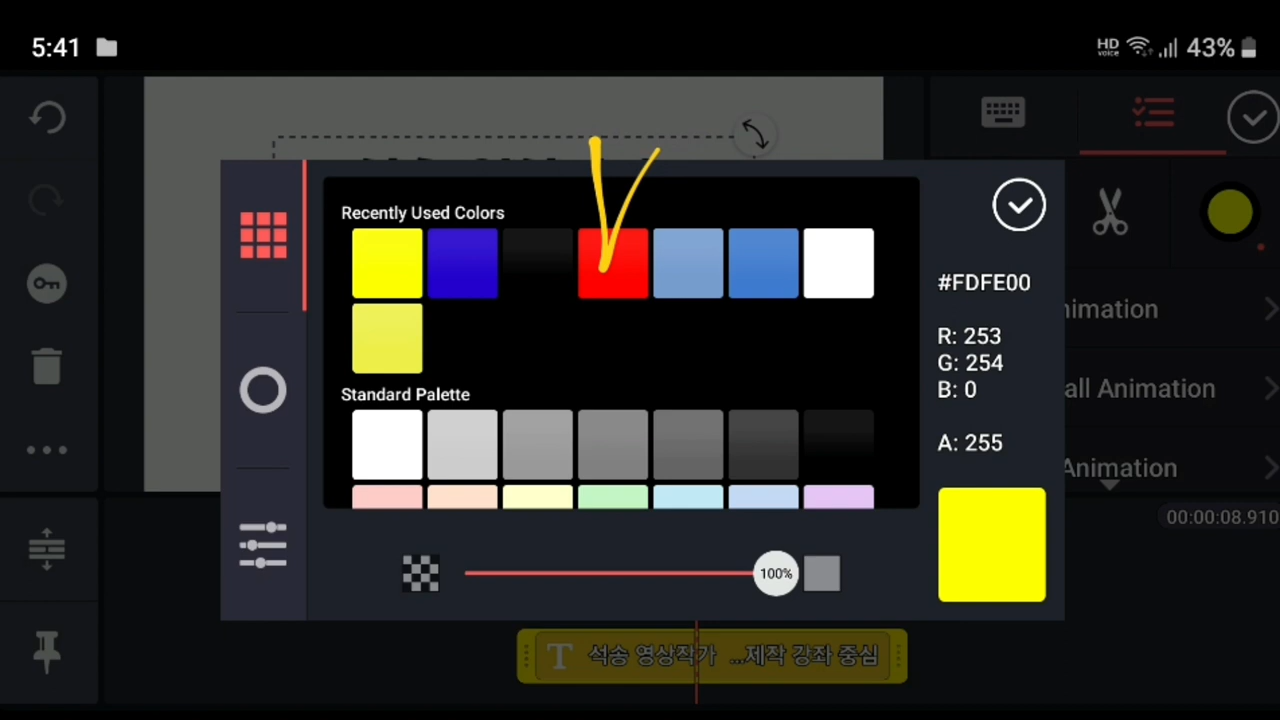 5:41
HD voice 43%
Recently Used Colors
#FDFE00
R: 253
G: 254
B: 0
A: 255
Standard Palette
100%
nimation
all Animation
Animation
00:00:08.910
T 석송 영상작가 ...제작 강좌 중심